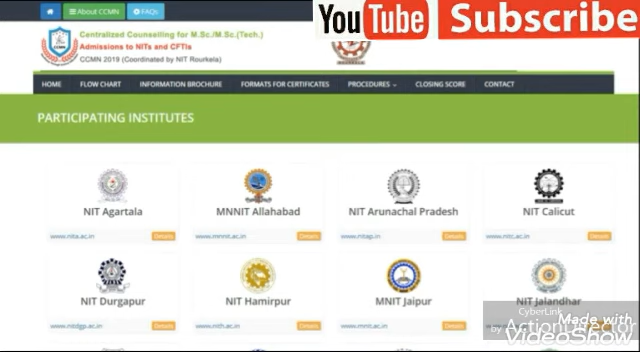 About CCMN FAQs
YouTube Subscribe
Centralized Counselling for M.Sc./M.Sc.(Tech.)
Admissions to NITs and CFTIs
CCMN 2019 (Coordinated by NIT Rourkela)
HOME FLOW CHART INFORMATION BROCHURE FORMATS FOR CERTIFICATES PROCEDURES CLOSING SCORE CONTACT
PARTICIPATING INSTITUTES
NIT Agartala MNNIT Allahabad NIT Arunachal Pradesh NIT Calicut
www.nita.ac.in Details www.mnnit.ac.in Details www.nitap.in Details www.nitc.ac.in Details
NIT Durgapur NIT Hamirpur MNIT Jaipur NIT Jalandhar
www.nitdgp.ac.in Details www.nith.ac.in Details www.mnit.ac.in Details
CyberLink
by ActionDirector
Made with
VideoShow